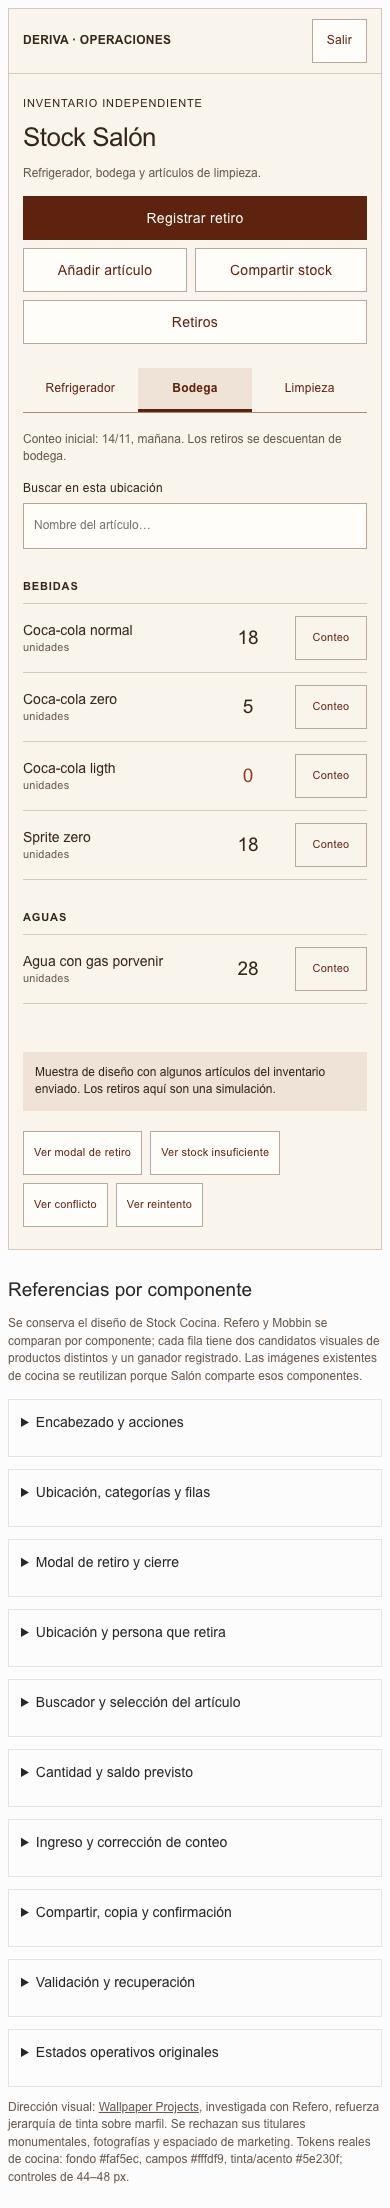 DERIVA · OPERACIONES
Salir
INVENTARIO INDEPENDIENTE
Stock Salón
Refrigerador, bodega y artículos de limpieza.
Registrar retiro
Añadir artículo
Compartir stock
Retiros
Refrigerador
Bodega
Limpieza
Conteo inicial: 14/11, mañana. Los retiros se descuentan de
bodega.
Buscar en esta ubicación
Nombre del artículo…
BEBIDAS
Coca-cola normal
unidades
18
Conteo
Coca-cola zero
unidades
5
Conteo
Coca-cola ligth
unidades
0
Conteo
Sprite zero
unidades
18
Conteo
AGUAS
Agua con gas porvenir
unidades
28
Conteo
Muestra de diseño con algunos artículos del inventario
enviado. Los retiros aquí son una simulación.
Ver modal de retiro
Ver stock insuficiente
Ver conflicto
Ver reintento
Referencias por componente
Se conserva el diseño de Stock Cocina. Refero y Mobbin se
comparan por componente; cada fila tiene dos candidatos visuales de
productos distintos y un ganador registrado. Las imágenes existentes
de cocina se reutilizan porque Salón comparte esos componentes.
Encabezado y acciones
Ubicación, categorías y filas
Modal de retiro y cierre
Ubicación y persona que retira
Buscador y selección del artículo
Cantidad y saldo previsto
Ingreso y corrección de conteo
Compartir, copia y confirmación
Validación y recuperación
Estados operativos originales
Dirección visual: Wallpaper Projects, investigada con Refero, refuerza
jerarquía de tinta sobre marfil. Se rechazan sus titulares
monumentales, fotografías y espaciado de marketing. Tokens reales
de cocina: fondo #faf5ec, campos #fffdf9, tinta/acento #5e230f;
controles de 44–48 px.